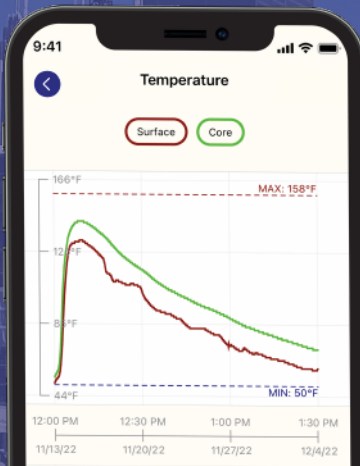 9:41
Temperature
Surface Core
166°F
MAX: 158°F
MIN: 50°F
44°F
12:00 PM 12:30 PM 1:00 PM 1:30 PM
11/13/22 11/20/22 11/27/22 12/4/22